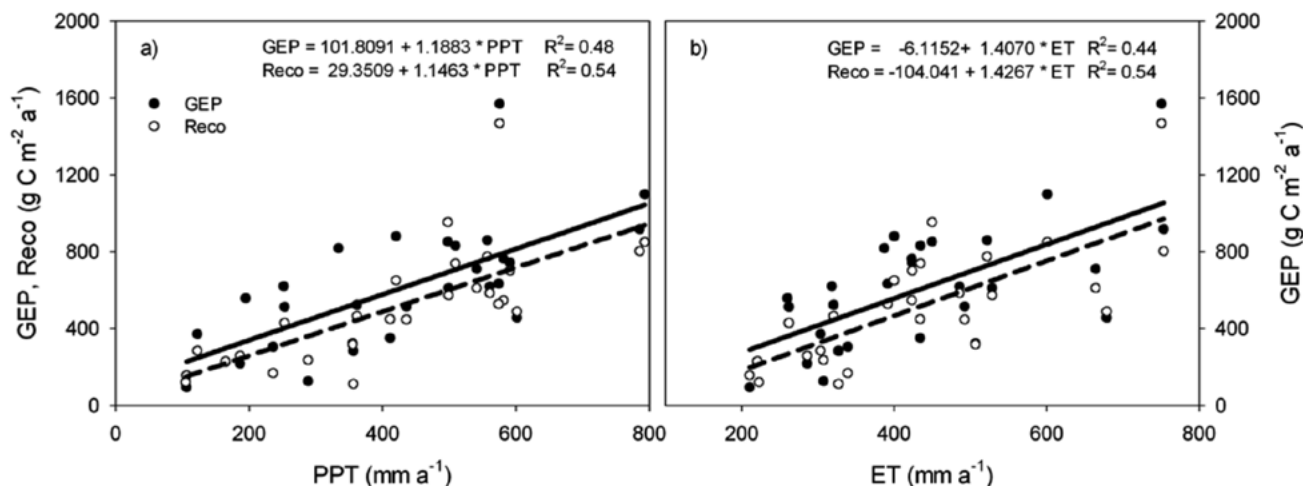 2000
1600
1200
800
400
0
GEP, Reco (g C m⁻² a⁻¹)
a)
GEP = 101.8091 + 1.1883 * PPT R² = 0.48
Reco = 29.3509 + 1.1463 * PPT R² = 0.54
GEP
Reco
0 200 400 600 800
PPT (mm a⁻¹)
b)
GEP = -6.1152+ 1.4070 * ET R² = 0.44
Reco = -104.041 + 1.4267 * ET R² = 0.54
200 400 600 800
ET (mm a⁻¹)
2000
1600
1200
800
400
0
GEP (g C m⁻² a⁻¹)